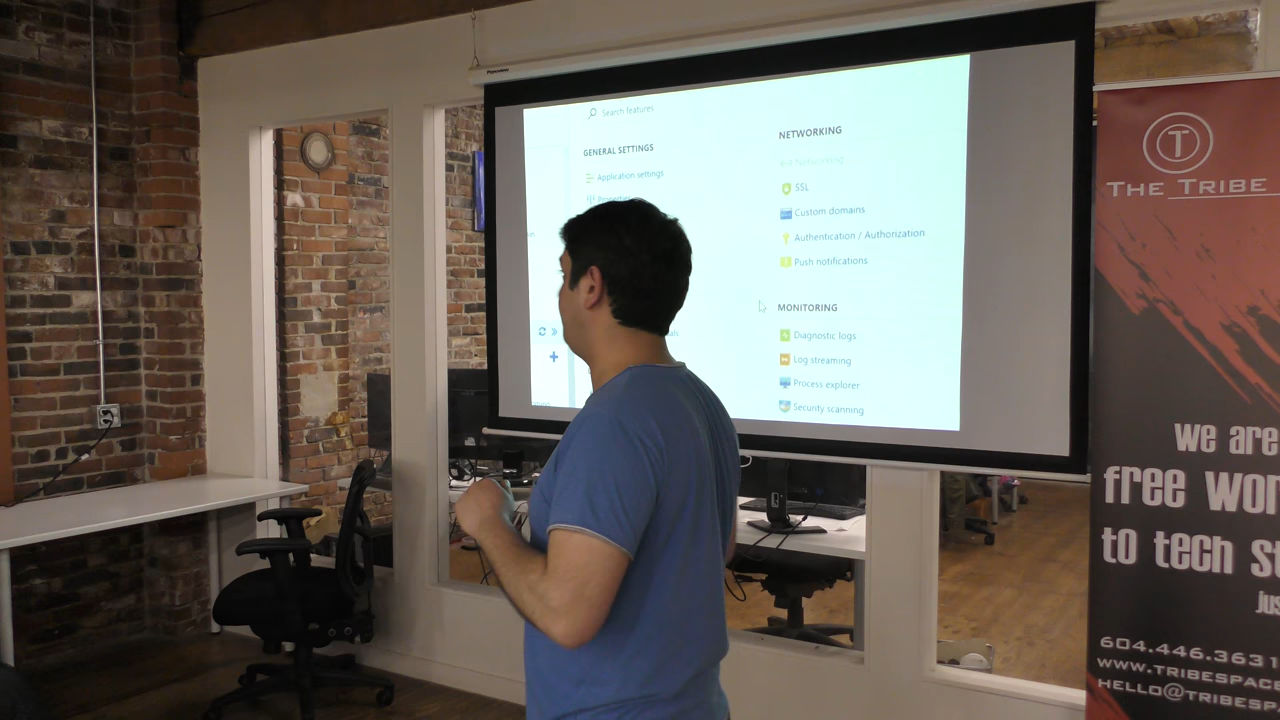 Search features
GENERAL SETTINGS
Application settings
NETWORKING
Networking
SSL
Custom domains
Authentication / Authorization
Push notifications
MONITORING
Diagnostic logs
Log streaming
Process explorer
Security scanning
T
THE TRIBE
we are
free wor
to tech s
Jus
604.446.3631
WWW.TRIBESPACE
HELLO@TRIBESP